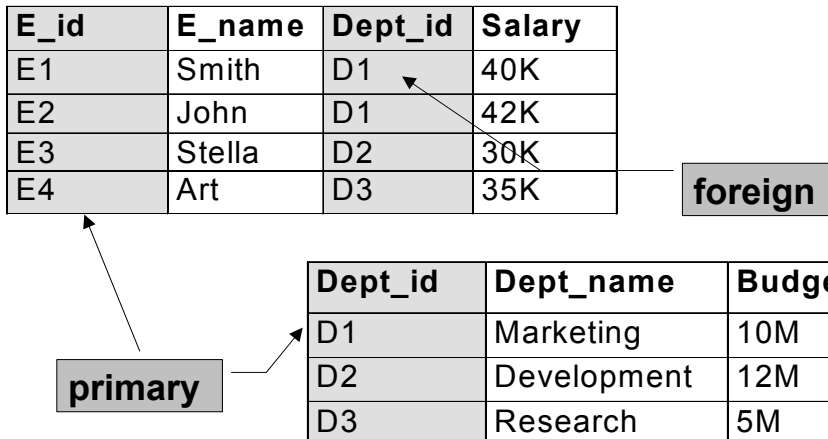 E_id E_name Dept_id Salary
E1 Smith D1 40K
E2 John D1 42K
E3 Stella D2 30K
E4 Art D3 35K
foreign
Dept_id Dept_name Budge
D1 Marketing 10M
D2 Development 12M
D3 Research 5M
primary